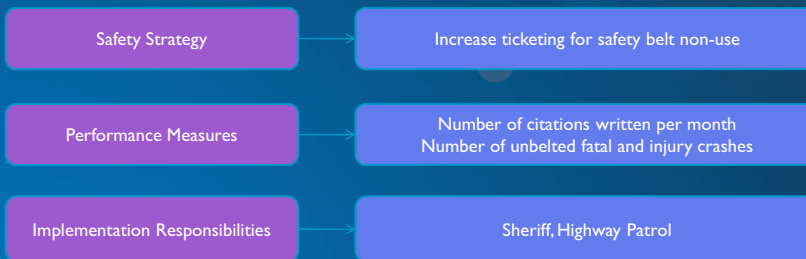 Safety Strategy
Increase ticketing for safety belt non-use
Performance Measures
Number of citations written per month
Number of unbelted fatal and injury crashes
Implementation Responsibilities
Sheriff, Highway Patrol